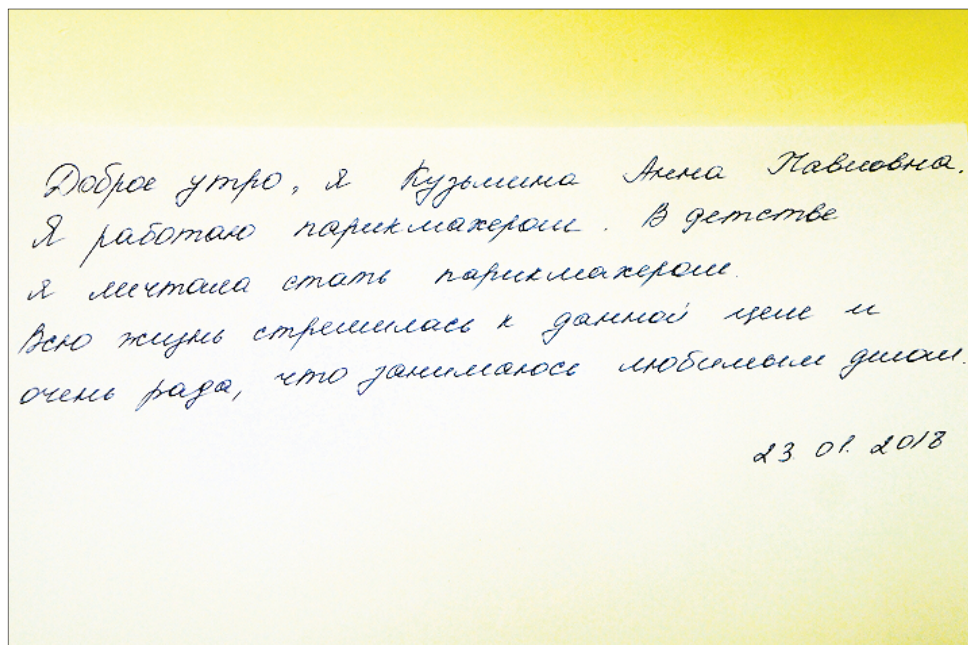 Доброе утро, я Кузьмина Анна Павловна.
Я работаю парикмахером. В детстве
я мечтала стать парикмахером.
Всю жизнь стремилась к данной цели и
очень рада, что занимаюсь любимым делом.
23.01.2018